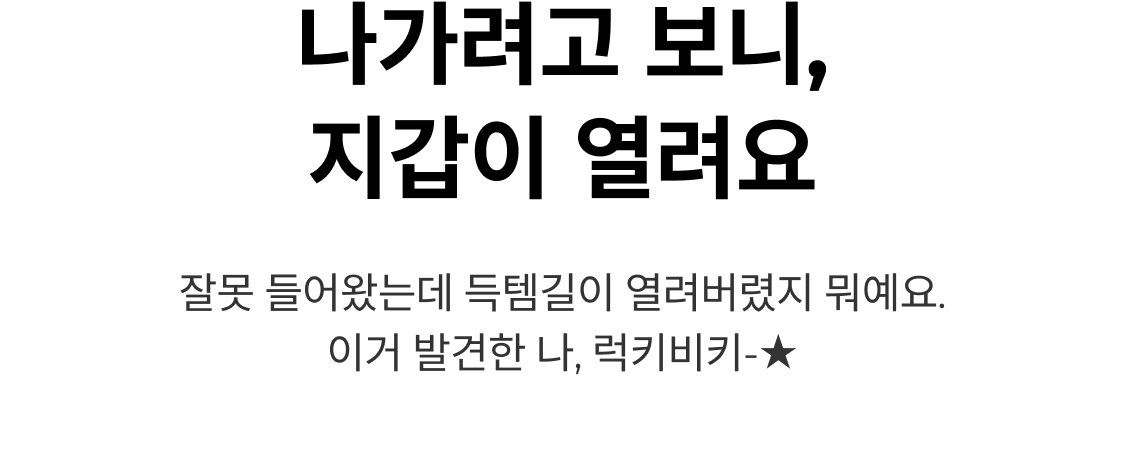 나가려고 보니,
지갑이 열려요
잘못 들어왔는데 득템길이 열려버렸지 뭐예요.
이거 발견한 나, 럭키비키-★